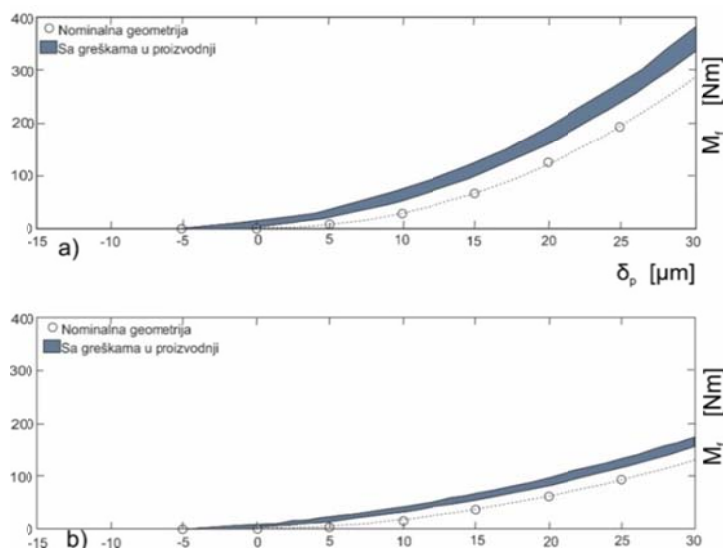 400
300
200
100
0
Nominalna geometrija
Sa greškama u proizvodnji
M_f [Nm]
-15 -10 -5 0 5 10 15 20 25 30
a)
δ_p [μm]
400
300
200
100
0
Nominalna geometrija
Sa greškama u proizvodnji
M_f [Nm]
-15 -10 -5 0 5 10 15 20 25 30
b)